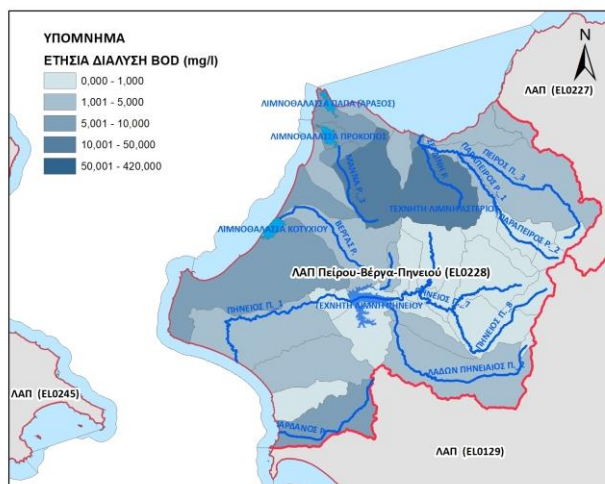 ΥΠΟΜΝΗΜΑ
ΕΤΗΣΙΑ ΔΙΑΛΥΣΗ BOD (mg/l)
0,000 - 1,000
1,001 - 5,000
5,001 - 10,000
10,001 - 50,000
50,001 - 420,000
N
ΛΑΠ (EL0227)
ΛΙΜΝΟΘΑΛΑΣΣΑ ΠΑΠΑ (ΑΡΑΞΟΣ)
ΛΙΜΝΟΘΑΛΑΣΣΑ ΠΡΟΚΟΠΟΣ
ΜΑΝΝΑ Ρ._3
ΠΕΙΡΟΣ Π._3
ΠΑΡΑΠΕΙΡΟΣ Ρ._1
ΠΑΡΑΠΕΙΡΟΣ Ρ._2
ΤΕΧΝΗΤΗ ΛΙΜΝΗ ΑΣΤΕΡΙΟΥ
ΛΙΜΝΟΘΑΛΑΣΣΑ ΚΟΤΥΧΙΟΥ
ΒΕΡΓΑΣ Ρ.
ΛΑΠ Πείρου-Βέργα-Πηνειού (EL0228)
ΠΗΝΕΙΟΣ Π._1
ΤΕΧΝΗΤΗ ΛΙΜΝΗ ΠΗΝΕΙΟΥ
ΠΗΝΕΙΟΣ Π._8
ΛΑΔΩΝ ΠΗΝΕΙΑΙΟΣ Π.
ΛΑΠ (EL0245)
ΙΑΡΔΑΝΟΣ Ρ.
ΛΑΠ (EL0129)